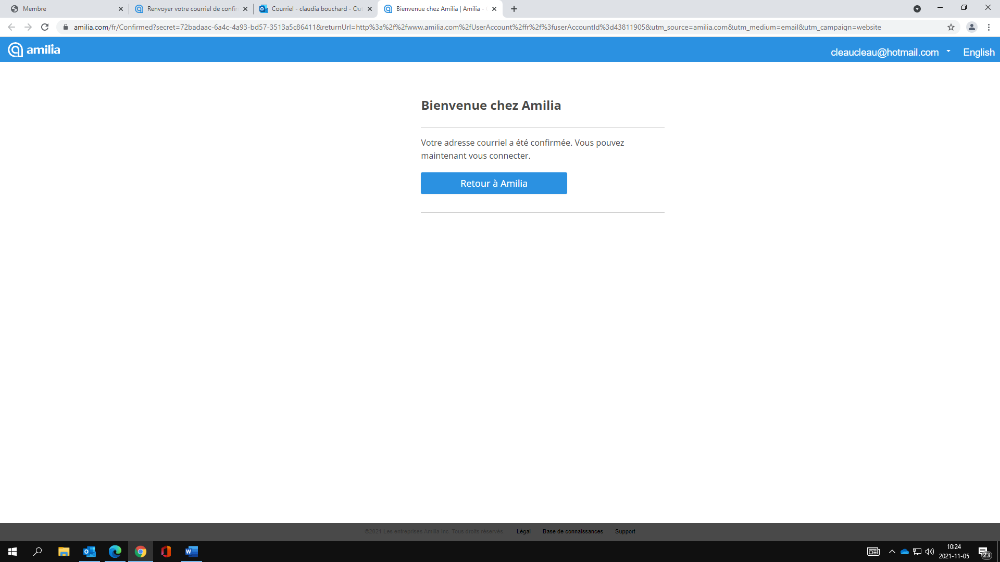 Membre
Renvoyer votre courriel de confir
Courriel - claudia bouchard - Out
Bienvenue chez Amilia | Amilia -
amilia.com/fr/Confirmed?secret=72badaac-6a4c-4a93-bd57-3513a5c86411&returnUrl=http%3a%2f%2fwww.amilia.com%2fUserAccount%2ffr%2f%3fuserAccountId%3d43811905&utm_source=amilia.com&utm_medium=email&utm_campaign=website
amilia
cleaucleau@hotmail.com
English
Bienvenue chez Amilia
Votre adresse courriel a été confirmée. Vous pouvez
maintenant vous connecter.
Retour à Amilia
©2021 Les entreprises Amilia Inc. Tous droits réservés.
Légal
Base de connaissances
Support
10:24
2021-11-05
23